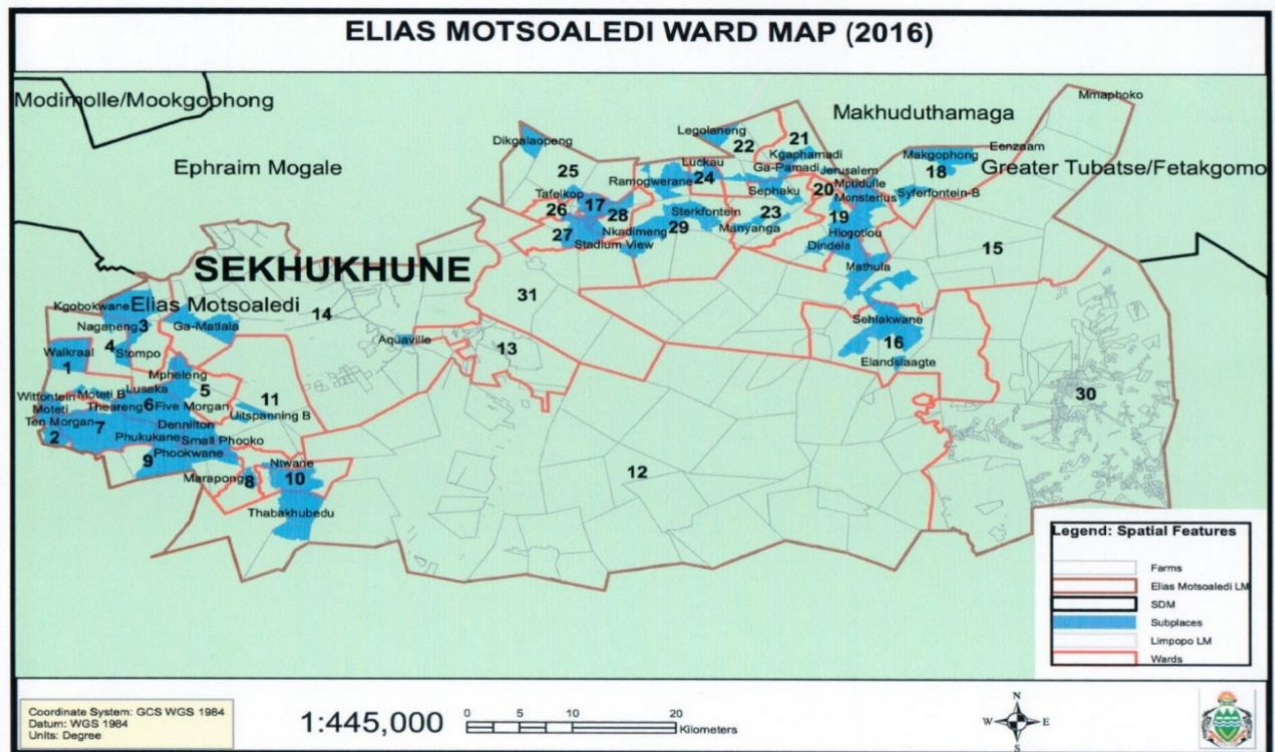 ELIAS MOTSOALEDI WARD MAP (2016)
Modimolle/Mookgophong
Mmaphoko
Makhuduthamaga
Legolaneng
Dikgalaopeng
22
21
Eenzaam
Luckau
Kgaphamadi
Makgophong
Ephraim Mogale
25
Ga-Pamadi
Jerusalem
18
Greater Tubatse/Fetakgomo
Ramogwerane
24
Mpudulle
Tafelkop
Sephaku
20
Monsterius
Syferfontein-B
26
17
28
Sterkfontein
23
19
27
Nkadimeng
29
Manyanga
Hlogotlou
Stadium View
Dindela
15
SEKHUKHUNE
Mathula
31
Kgobokwane
Elias Motsoaledi
14
Naganeng
3
Ga-Matlala
Sehlakwane
Aquaville
16
4
Stompo
13
Walkraal
1
Elandslaagte
Mphelong
Lusaka
5
Witfontein
Moteti B
11
30
Moteti
Theareng
6
Five Morgan
Uitspanning B
Ten Morgan
7
Dennilton
2
Phukukane
Small Phooko
9
Phookwane
Ntwane
12
Marapong
8
10
Thabakhubedu
Legend: Spatial Features
Farms
Elias Motsoaledi LM
SDM
Subplaces
Limpopo LM
Wards
Coordinate System: GCS WGS 1984
Datum: WGS 1984
Units: Degree
1:445,000
0 5 10 20
Kilometers
N
W E
S